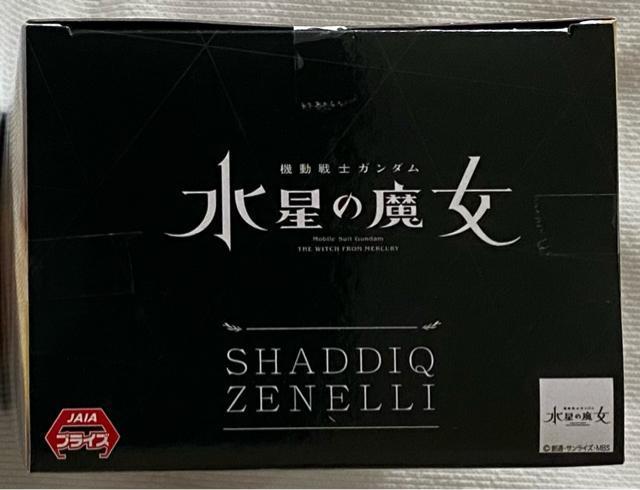 機動戦士ガンダム
水星の魔女
Mobile Suit Gundam
THE WITCH FROM MERCURY
SHADDIQ
ZENELLI
JAIA
プライズ
水星の魔女
©創通・サンライズ・MBS